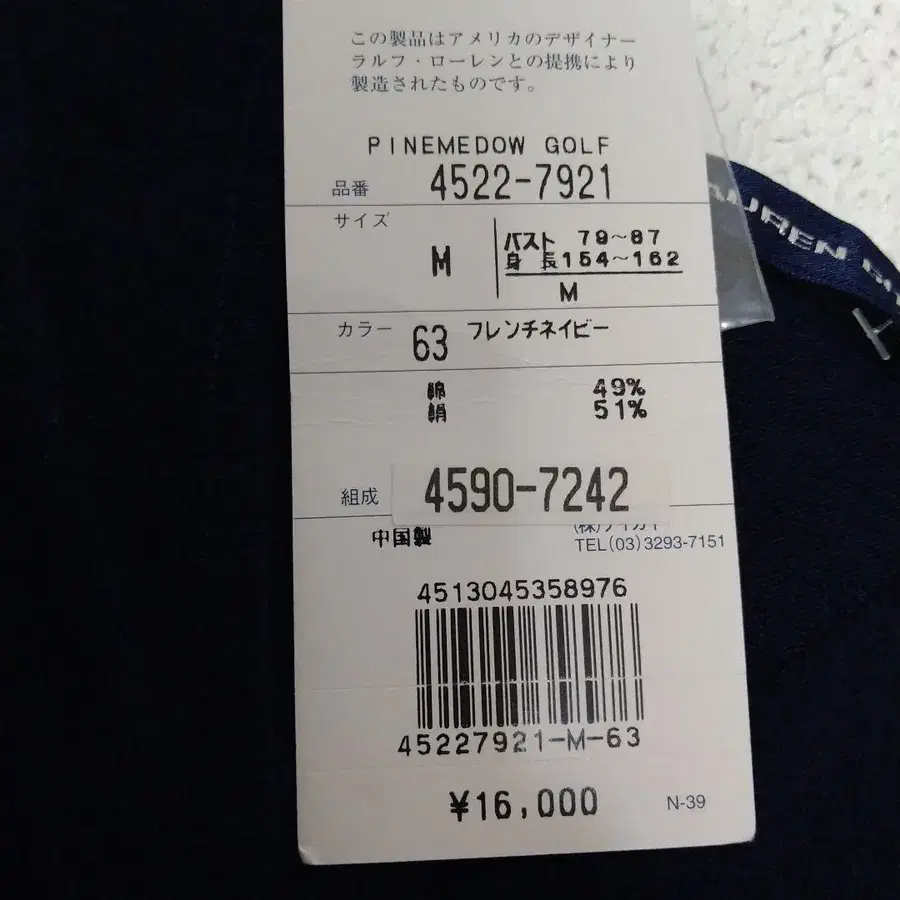 この製品はアメリカのデザイナー
ラルフ・ローレンとの提携により
製造されたものです。
PINEMEDOW GOLF
品番 4522-7921
サイズ
M
バスト 79~87
身長 154~162
M
カラー 63 フレンチネイビー
綿 49%
絹 51%
組成 4590-7242
中国製
TEL(03)3293-7151
4513045358976
45227921-M-63
¥16,000 N-39
AUREN